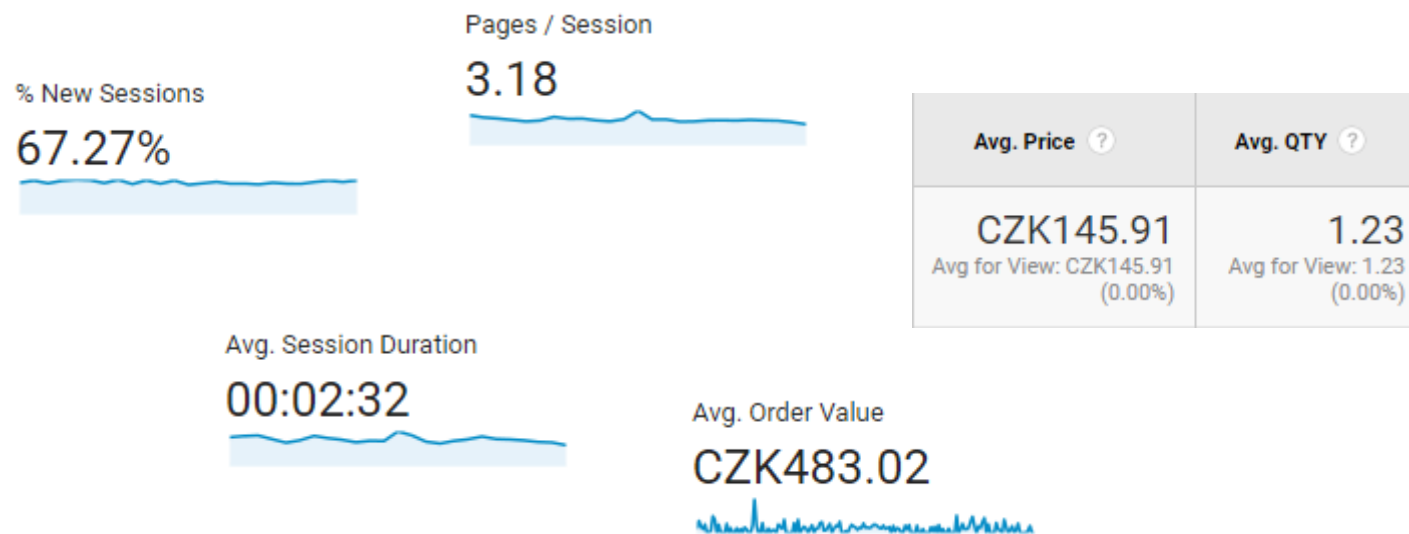 Pages / Session
3.18
% New Sessions
67.27%
Avg. Price ?
Avg. QTY ?
CZK145.91
Avg for View: CZK145.91
(0.00%)
1.23
Avg for View: 1.23
(0.00%)
Avg. Session Duration
00:02:32
Avg. Order Value
CZK483.02